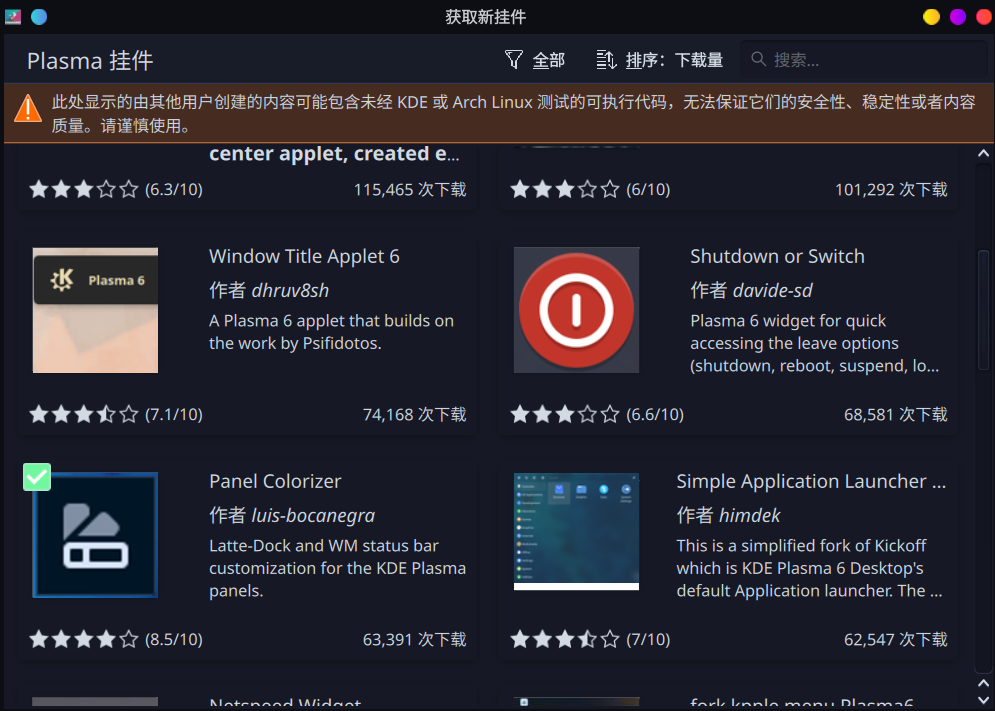 获取新挂件
Plasma 挂件
全部
排序：下载量
搜索...
此处显示的由其他用户创建的内容可能包含未经 KDE 或 Arch Linux 测试的可执行代码，无法保证它们的安全性、稳定性或者内容
质量。请谨慎使用。
center applet, created e...
(6.3/10)
115,465 次下载
(6/10)
101,292 次下载
Plasma 6
Window Title Applet 6
作者 dhruv8sh
A Plasma 6 applet that builds on
the work by Psifidotos.
(7.1/10)
74,168 次下载
Shutdown or Switch
作者 davide-sd
Plasma 6 widget for quick
accessing the leave options
(shutdown, reboot, suspend, lo...
(6.6/10)
68,581 次下载
Panel Colorizer
作者 luis-bocanegra
Latte-Dock and WM status bar
customization for the KDE Plasma
panels.
(8.5/10)
63,391 次下载
Simple Application Launcher ...
作者 himdek
This is a simplified fork of Kickoff
which is KDE Plasma 6 Desktop's
default Application launcher. The ...
(7/10)
62,547 次下载
Netspeed Widget
fork knple menu Plasma6